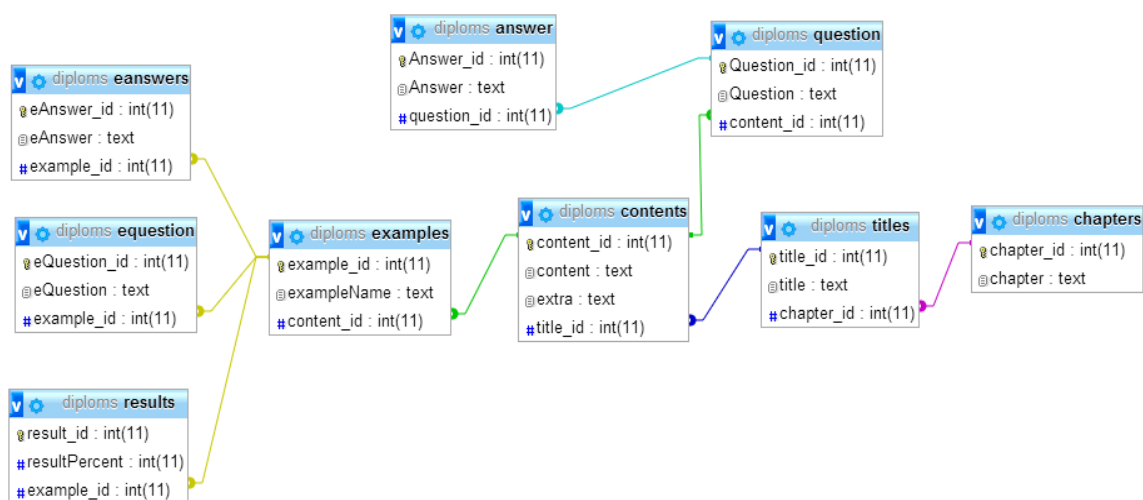 v diploms answer
Answer_id : int(11)
Answer : text
# question_id : int(11)
v diploms question
Question_id : int(11)
Question : text
# content_id : int(11)
v diploms eanswers
eAnswer_id : int(11)
eAnswer : text
# example_id : int(11)
v diploms equestion
eQuestion_id : int(11)
eQuestion : text
# example_id : int(11)
v diploms examples
example_id : int(11)
exampleName : text
# content_id : int(11)
v diploms contents
content_id : int(11)
content : text
extra : text
# title_id : int(11)
v diploms titles
title_id : int(11)
title : text
# chapter_id : int(11)
v diploms chapters
chapter_id : int(11)
chapter : text
v diploms results
result_id : int(11)
# resultPercent : int(11)
# example_id : int(11)